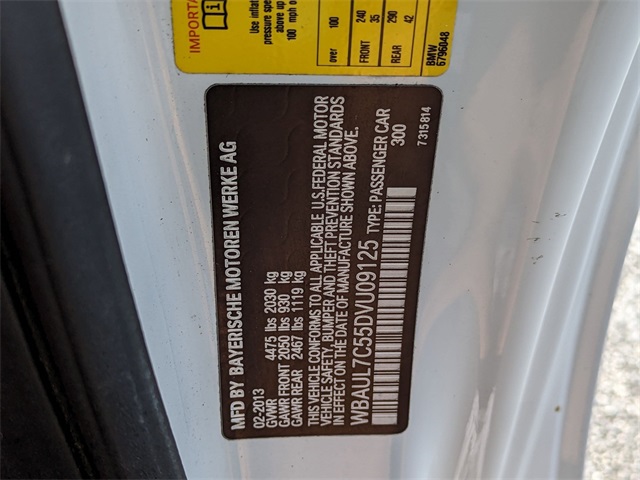 IMPORTA
Use infla
pressure spe
above up
100 mph o
over 100
FRONT 240 35
REAR 290 42
BMW
6796048
MFD BY BAYERISCHE MOTOREN WERKE AG
02-2013
GVWR 4475 lbs 2030 kg
GAWR FRONT 2050 lbs 930 kg
GAWR REAR 2467 lbs 1119 kg
THIS VEHICLE CONFORMS TO ALL APPLICABLE U.S.FEDERAL MOTOR
VEHICLE SAFETY, BUMPER AND THEFT PREVENTION STANDARDS
IN EFFECT ON THE DATE OF MANUFACTURE SHOWN ABOVE.
WBAUL7C55DVU09125 TYPE: PASSENGER CAR
300
7315814